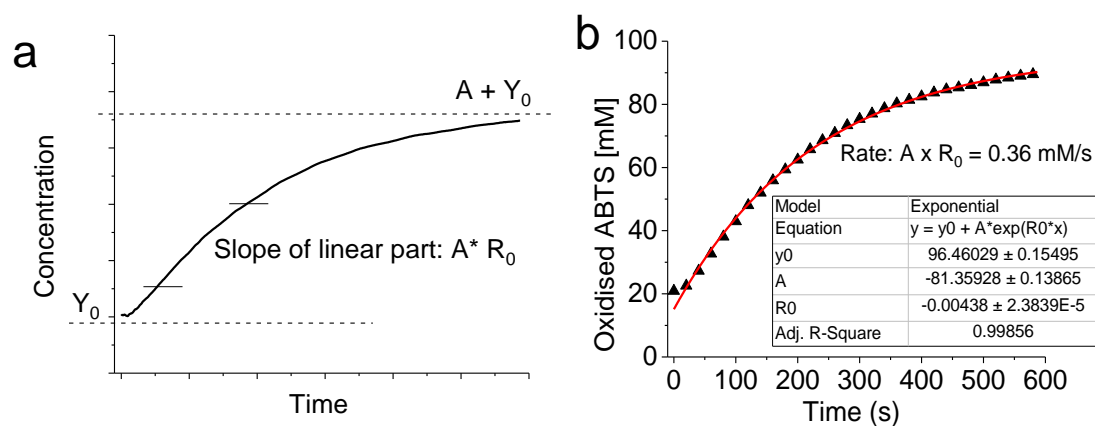 a
Concentration
Y0
A + Y0
Slope of linear part: A* R0
Time
b
Oxidised ABTS [mM]
100
80
60
40
20
0
Rate: A x R0 = 0.36 mM/s
Model Exponential
Equation y = y0 + A*exp(R0*x)
y0 96.46029 ± 0.15495
A -81.35928 ± 0.13865
R0 -0.00438 ± 2.3839E-5
Adj. R-Square 0.99856
0 100 200 300 400 500 600
Time (s)